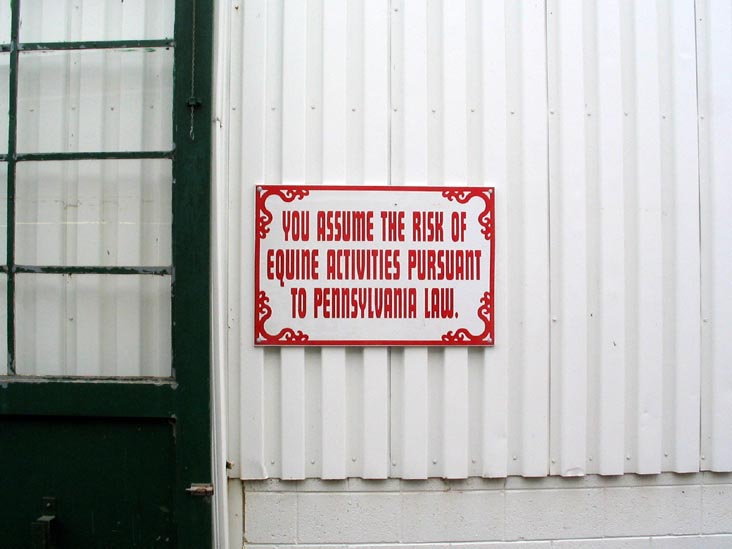 YOU ASSUME THE RISK OF
EQUINE ACTIVITIES PURSUANT
TO PENNSYLVANIA LAW.